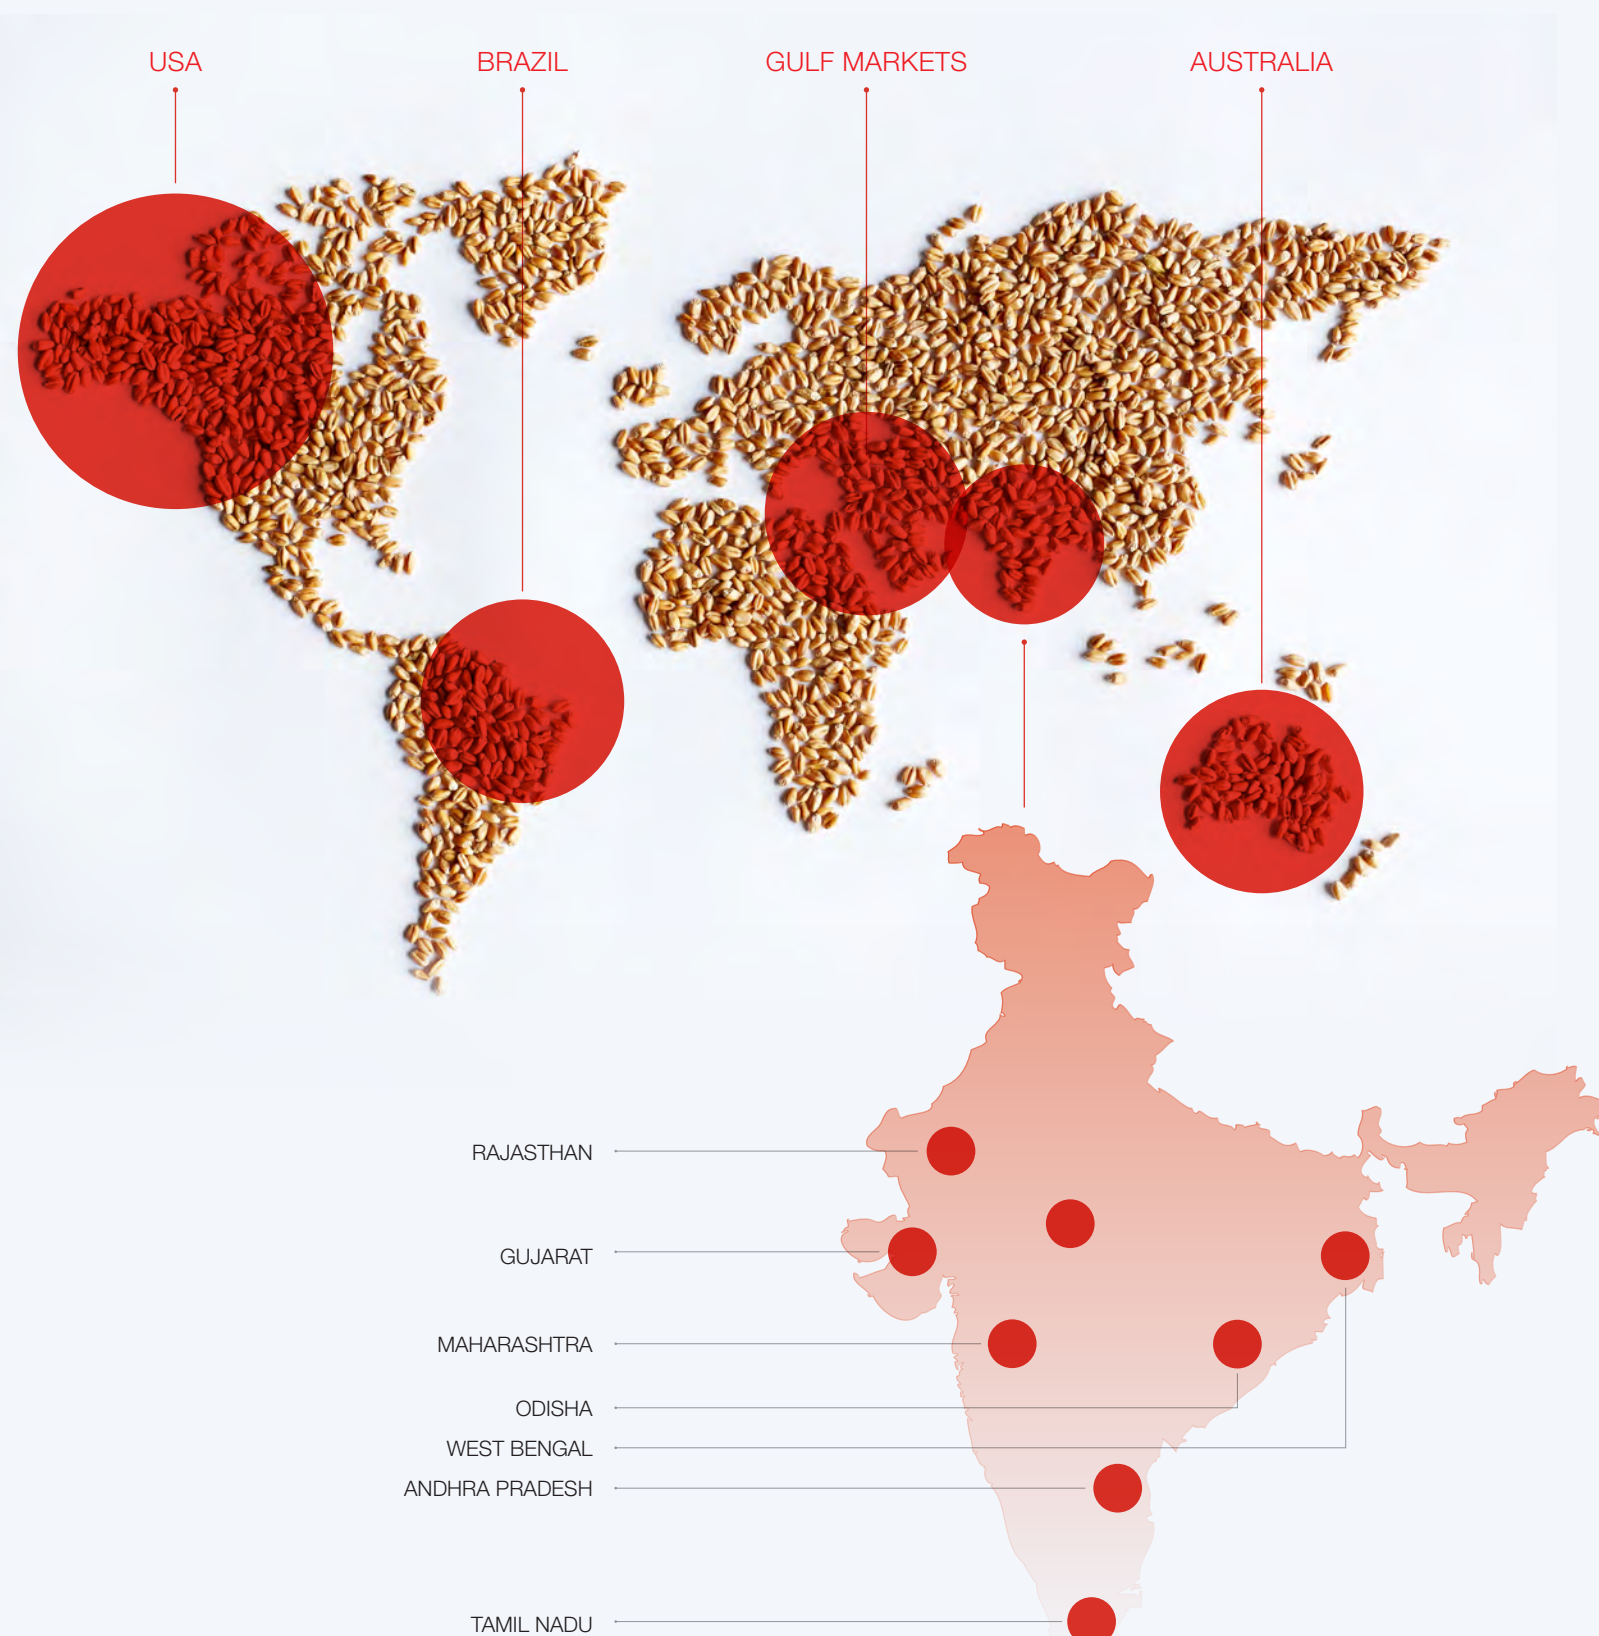 USA
BRAZIL
GULF MARKETS
AUSTRALIA
RAJASTHAN
GUJARAT
MAHARASHTRA
ODISHA
WEST BENGAL
ANDHRA PRADESH
TAMIL NADU